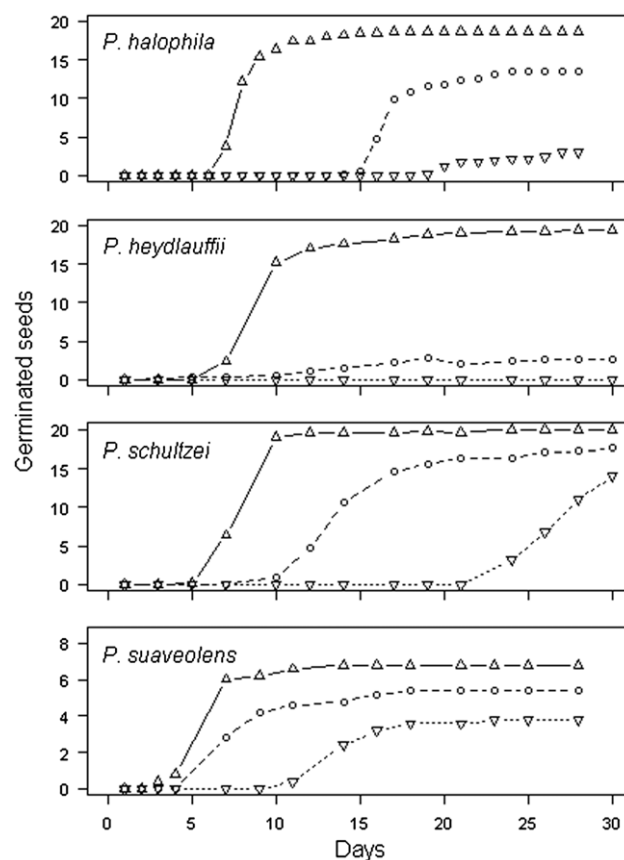 20
15
10
5
0
P. halophila
20
15
10
5
0
P. heydlauffii
Germinated seeds
20
15
10
5
0
P. schultzei
8
6
4
2
0
P. suaveolens
0 5 10 15 20 25 30
Days